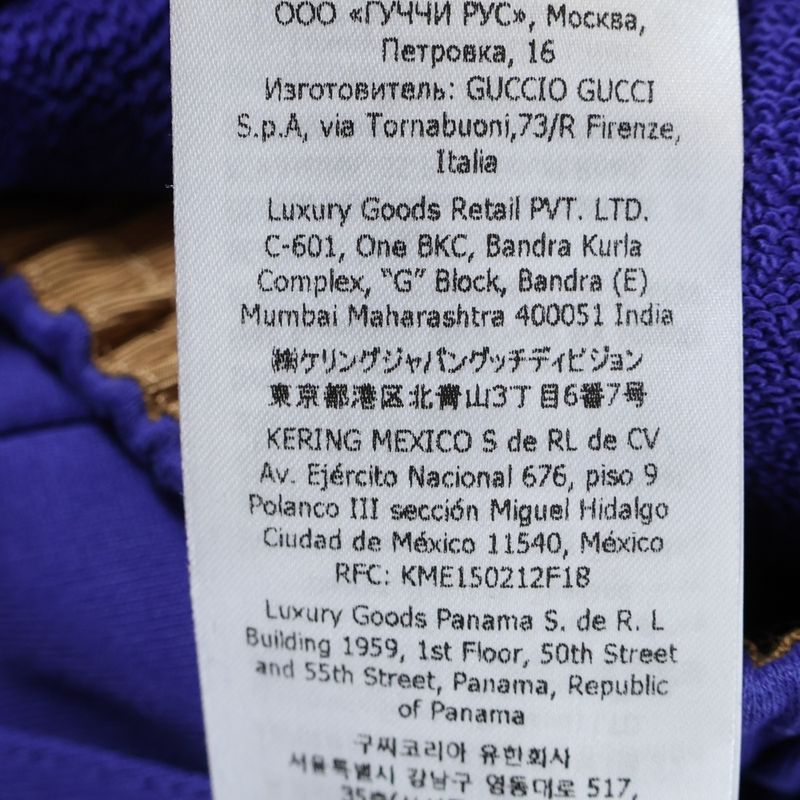 ООО «ГУЧЧИ РУС», Москва,
Петровка, 16
Изготовитель: GUCCIO GUCCI
S.p.A, via Tornabuoni,73/R Firenze,
Italia
Luxury Goods Retail PVT. LTD.
C-601, One BKC, Bandra Kurla
Complex, “G” Block, Bandra (E)
Mumbai Maharashtra 400051 India
㈱ケリングジャパングッチディビジョン
東京都港区北青山3丁目6番7号
KERING MEXICO S de RL de CV
Av. Ejército Nacional 676, piso 9
Polanco III sección Miguel Hidalgo
Ciudad de México 11540, México
RFC: KME150212F18
Luxury Goods Panama S. de R. L
Building 1959, 1st Floor, 50th Street
and 55th Street, Panama, Republic
of Panama
구찌코리아 유한회사
서울특별시 강남구 영동대로 517,